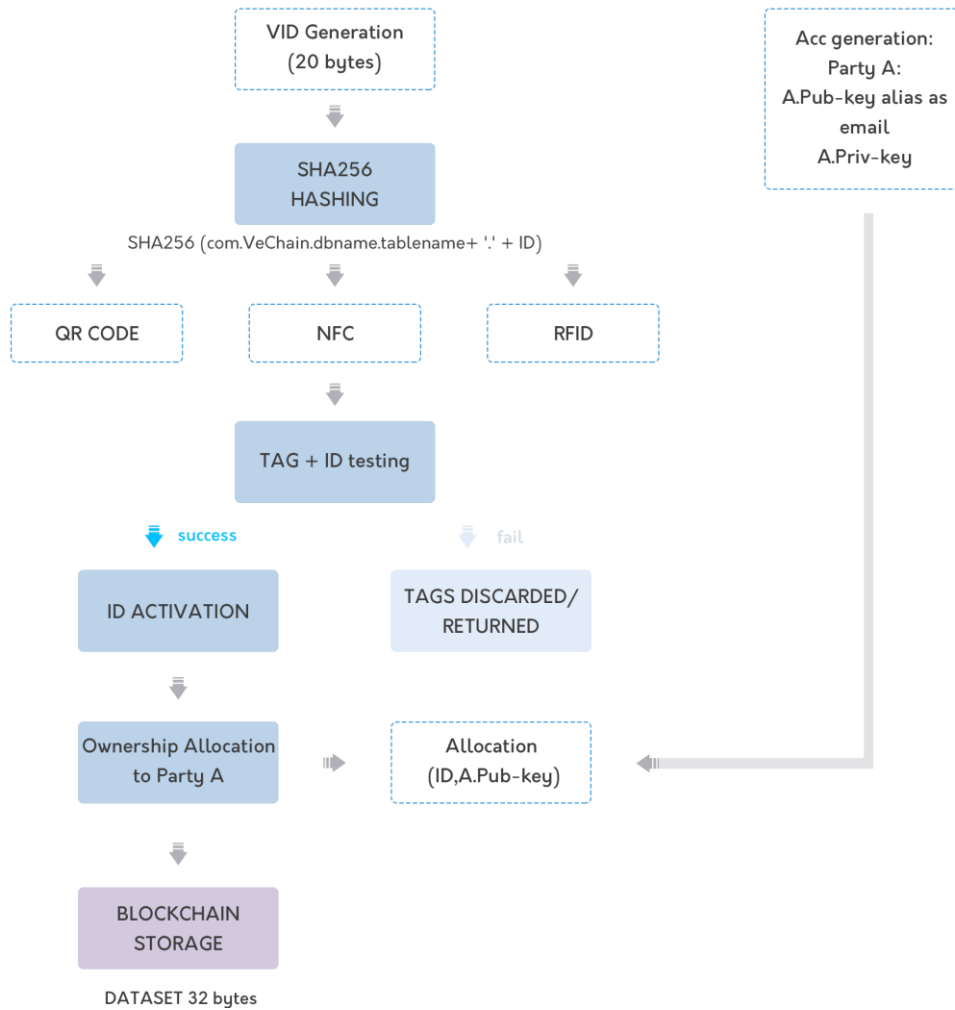 VID Generation
(20 bytes)
Acc generation:
Party A:
A.Pub-key alias as
email
A.Priv-key
SHA256
HASHING
SHA256 (com.VeChain.dbname.tablename+ '.' + ID)
QR CODE
NFC
RFID
TAG + ID testing
success
fail
ID ACTIVATION
TAGS DISCARDED/
RETURNED
Ownership Allocation
to Party A
Allocation
(ID,A.Pub-key)
BLOCKCHAIN
STORAGE
DATASET 32 bytes